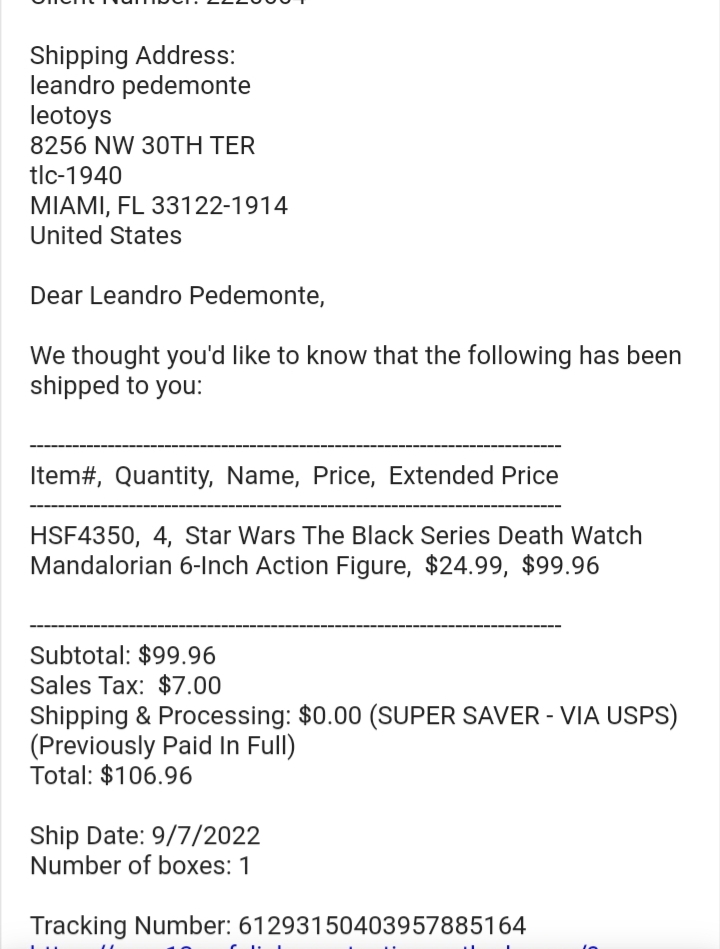 Shipping Address:
leandro pedemonte
leotoys
8256 NW 30TH TER
tlc-1940
MIAMI, FL 33122-1914
United States
Dear Leandro Pedemonte,
We thought you'd like to know that the following has been
shipped to you:
----------------------------------------------------------------------------
Item#,  Quantity,  Name,  Price,  Extended Price
----------------------------------------------------------------------------
HSF4350,  4,  Star Wars The Black Series Death Watch
Mandalorian 6-Inch Action Figure,  $24.99,  $99.96
----------------------------------------------------------------------------
Subtotal: $99.96
Sales Tax:  $7.00
Shipping & Processing: $0.00 (SUPER SAVER - VIA USPS)
(Previously Paid In Full)
Total: $106.96
Ship Date: 9/7/2022
Number of boxes: 1
Tracking Number: 61293150403957885164